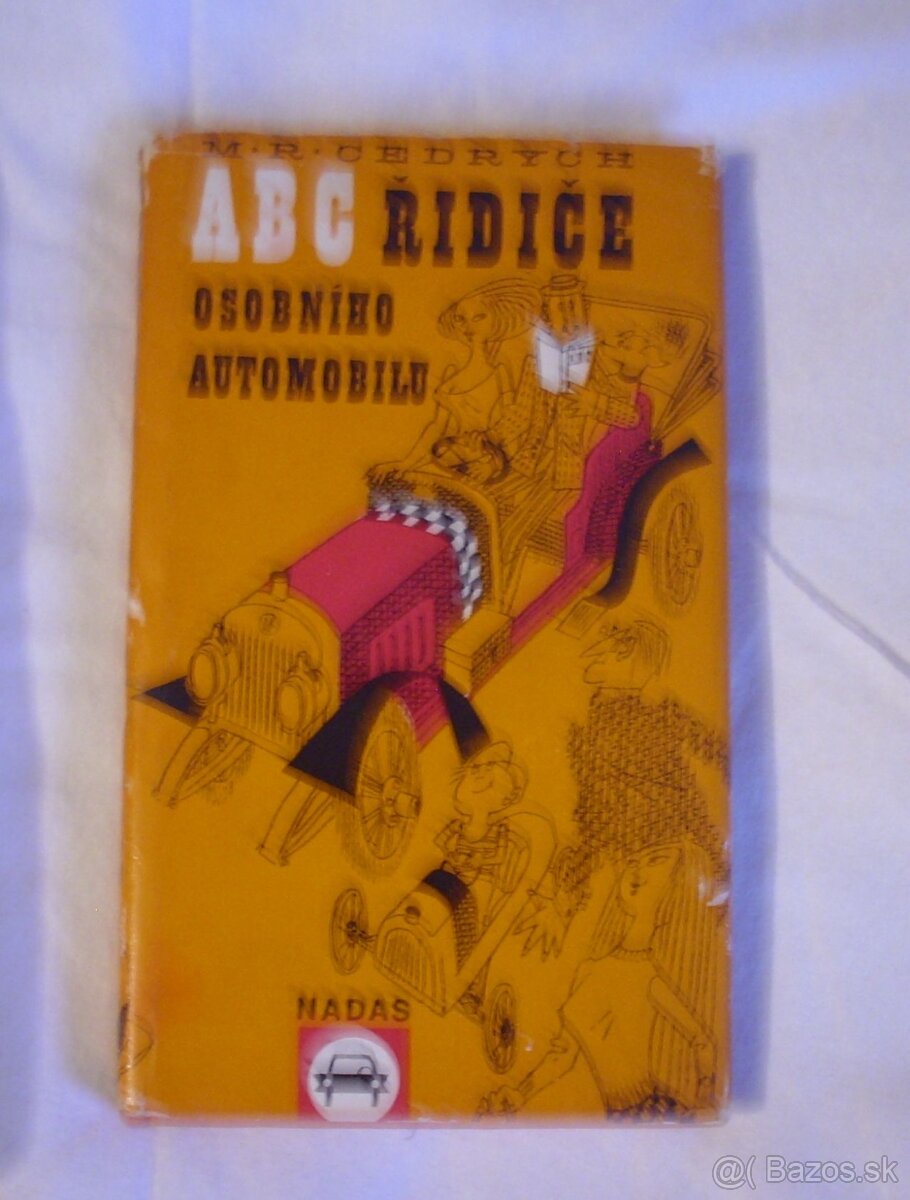 M·R·CEDRYCH
ABC ŘIDIČE
OSOBNÍHO
AUTOMOBILU
NADAS
@( Bazos.sk